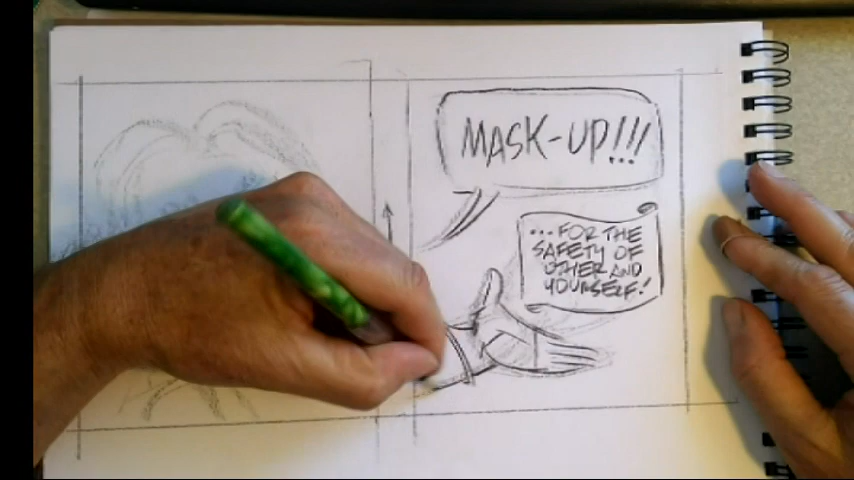 MASK-UP!!!
...FOR THE
SAFETY OF
OTHER AND
YOURSELF!